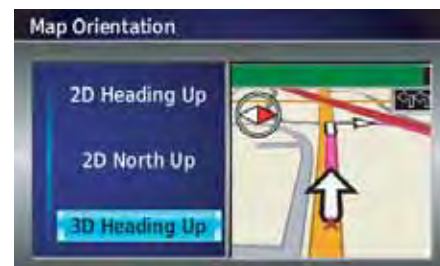 Map Orientation
2D Heading Up
2D North Up
3D Heading Up